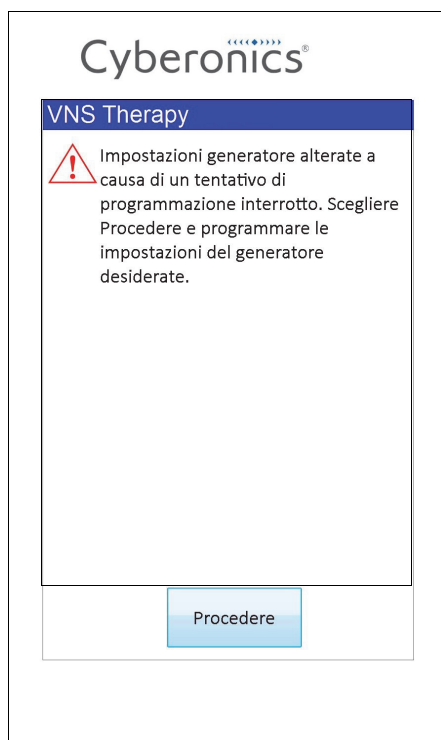 Cyberonics®
VNS Therapy
Impostazioni generatore alterate a
causa di un tentativo di
programmazione interrotto. Scegliere
Procedere e programmare le
impostazioni del generatore
desiderate.
Procedere